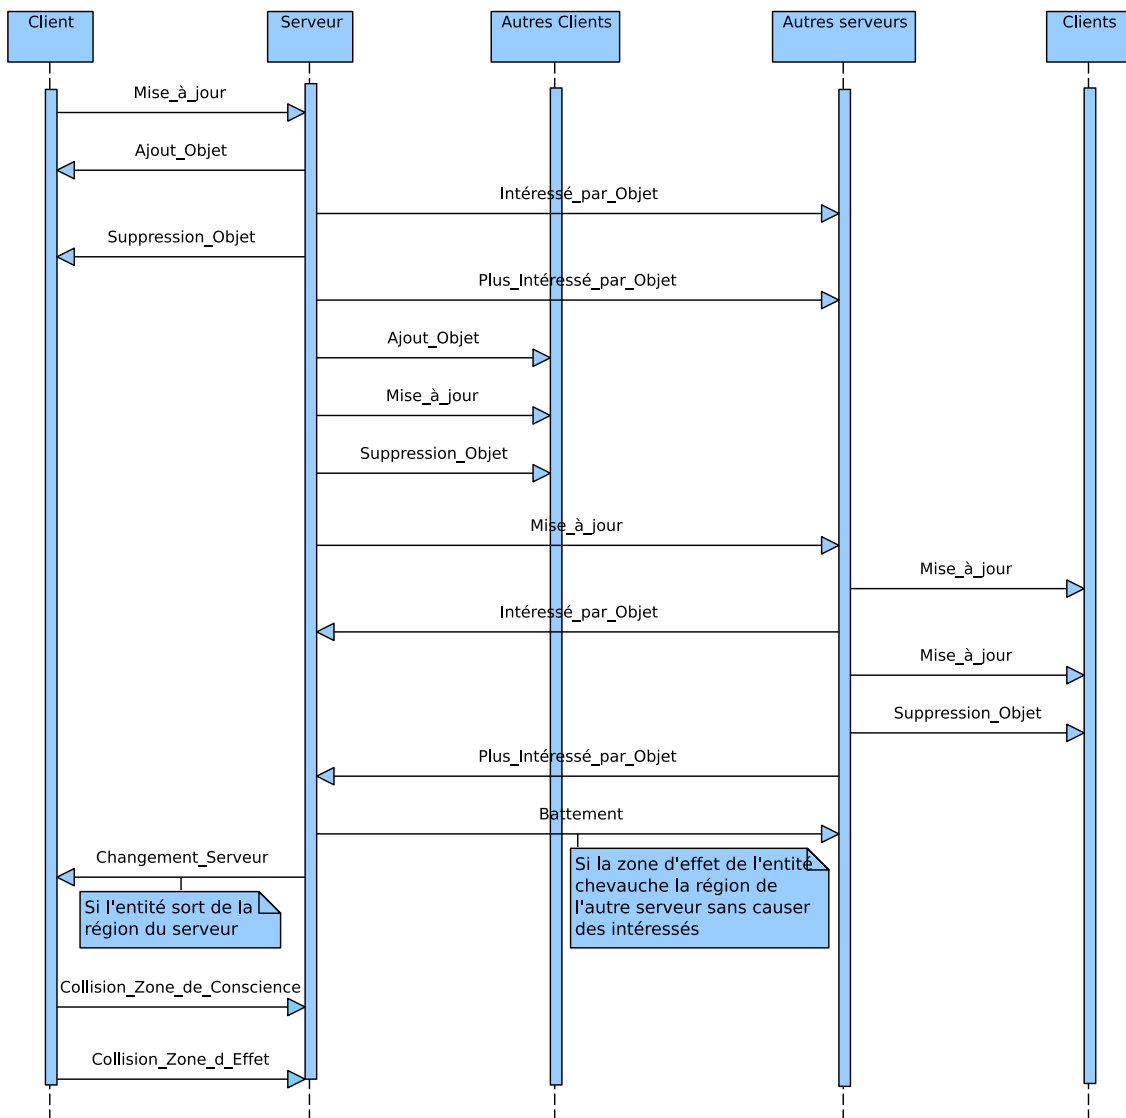 Client
Serveur
Autres Clients
Autres serveurs
Clients
Mise_à_jour
Ajout_Objet
Intéressé_par_Objet
Suppression_Objet
Plus_Intéressé_par_Objet
Ajout_Objet
Mise_à_jour
Suppression_Objet
Mise_à_jour
Mise_à_jour
Intéressé_par_Objet
Mise_à_jour
Suppression_Objet
Plus_Intéressé_par_Objet
Battement
Si la zone d'effet de l'entité
chevauche la région de
l'autre serveur sans causer
des intéressés
Changement_Serveur
Si l'entité sort de la
région du serveur
Collision_Zone_de_Conscience
Collision_Zone_d_Effet